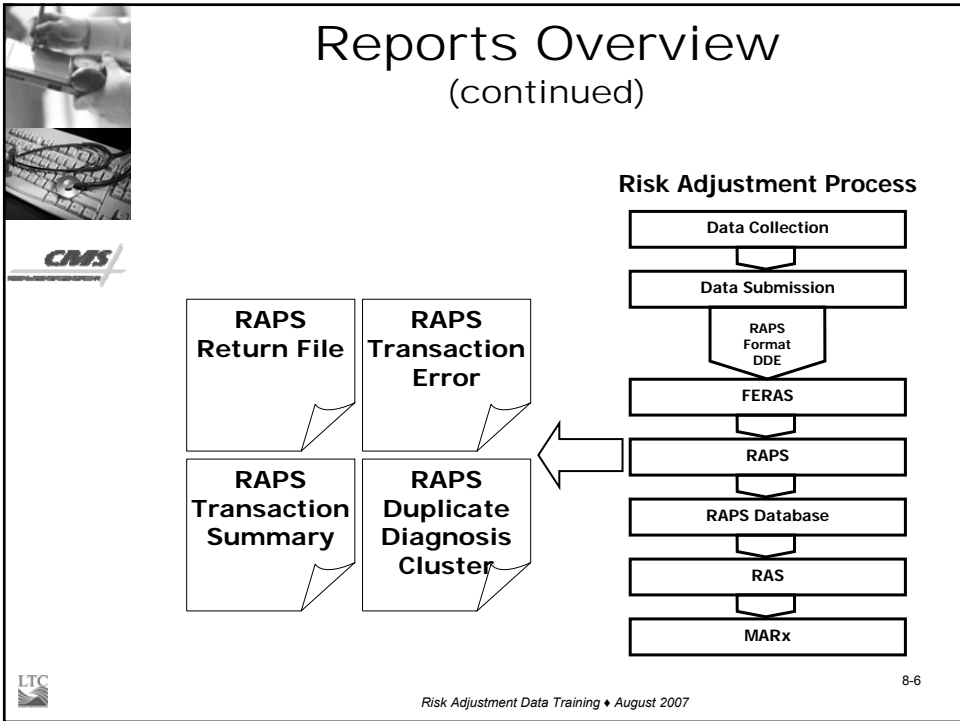 Reports Overview
(continued)
CMS
RAPS
Return File
RAPS
Transaction
Error
RAPS
Transaction
Summary
RAPS
Duplicate
Diagnosis
Cluster
Risk Adjustment Process
Data Collection
Data Submission
RAPS
Format
DDE
FERAS
RAPS
RAPS Database
RAS
MARx
LTC
Risk Adjustment Data Training ♦ August 2007
8-6